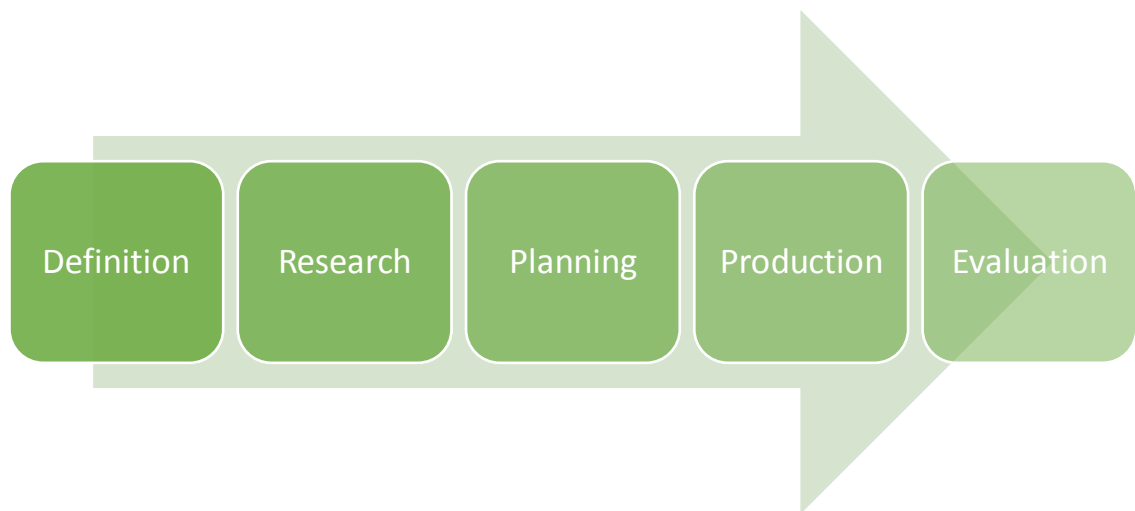 Definition
Research
Planning
Production
Evaluation